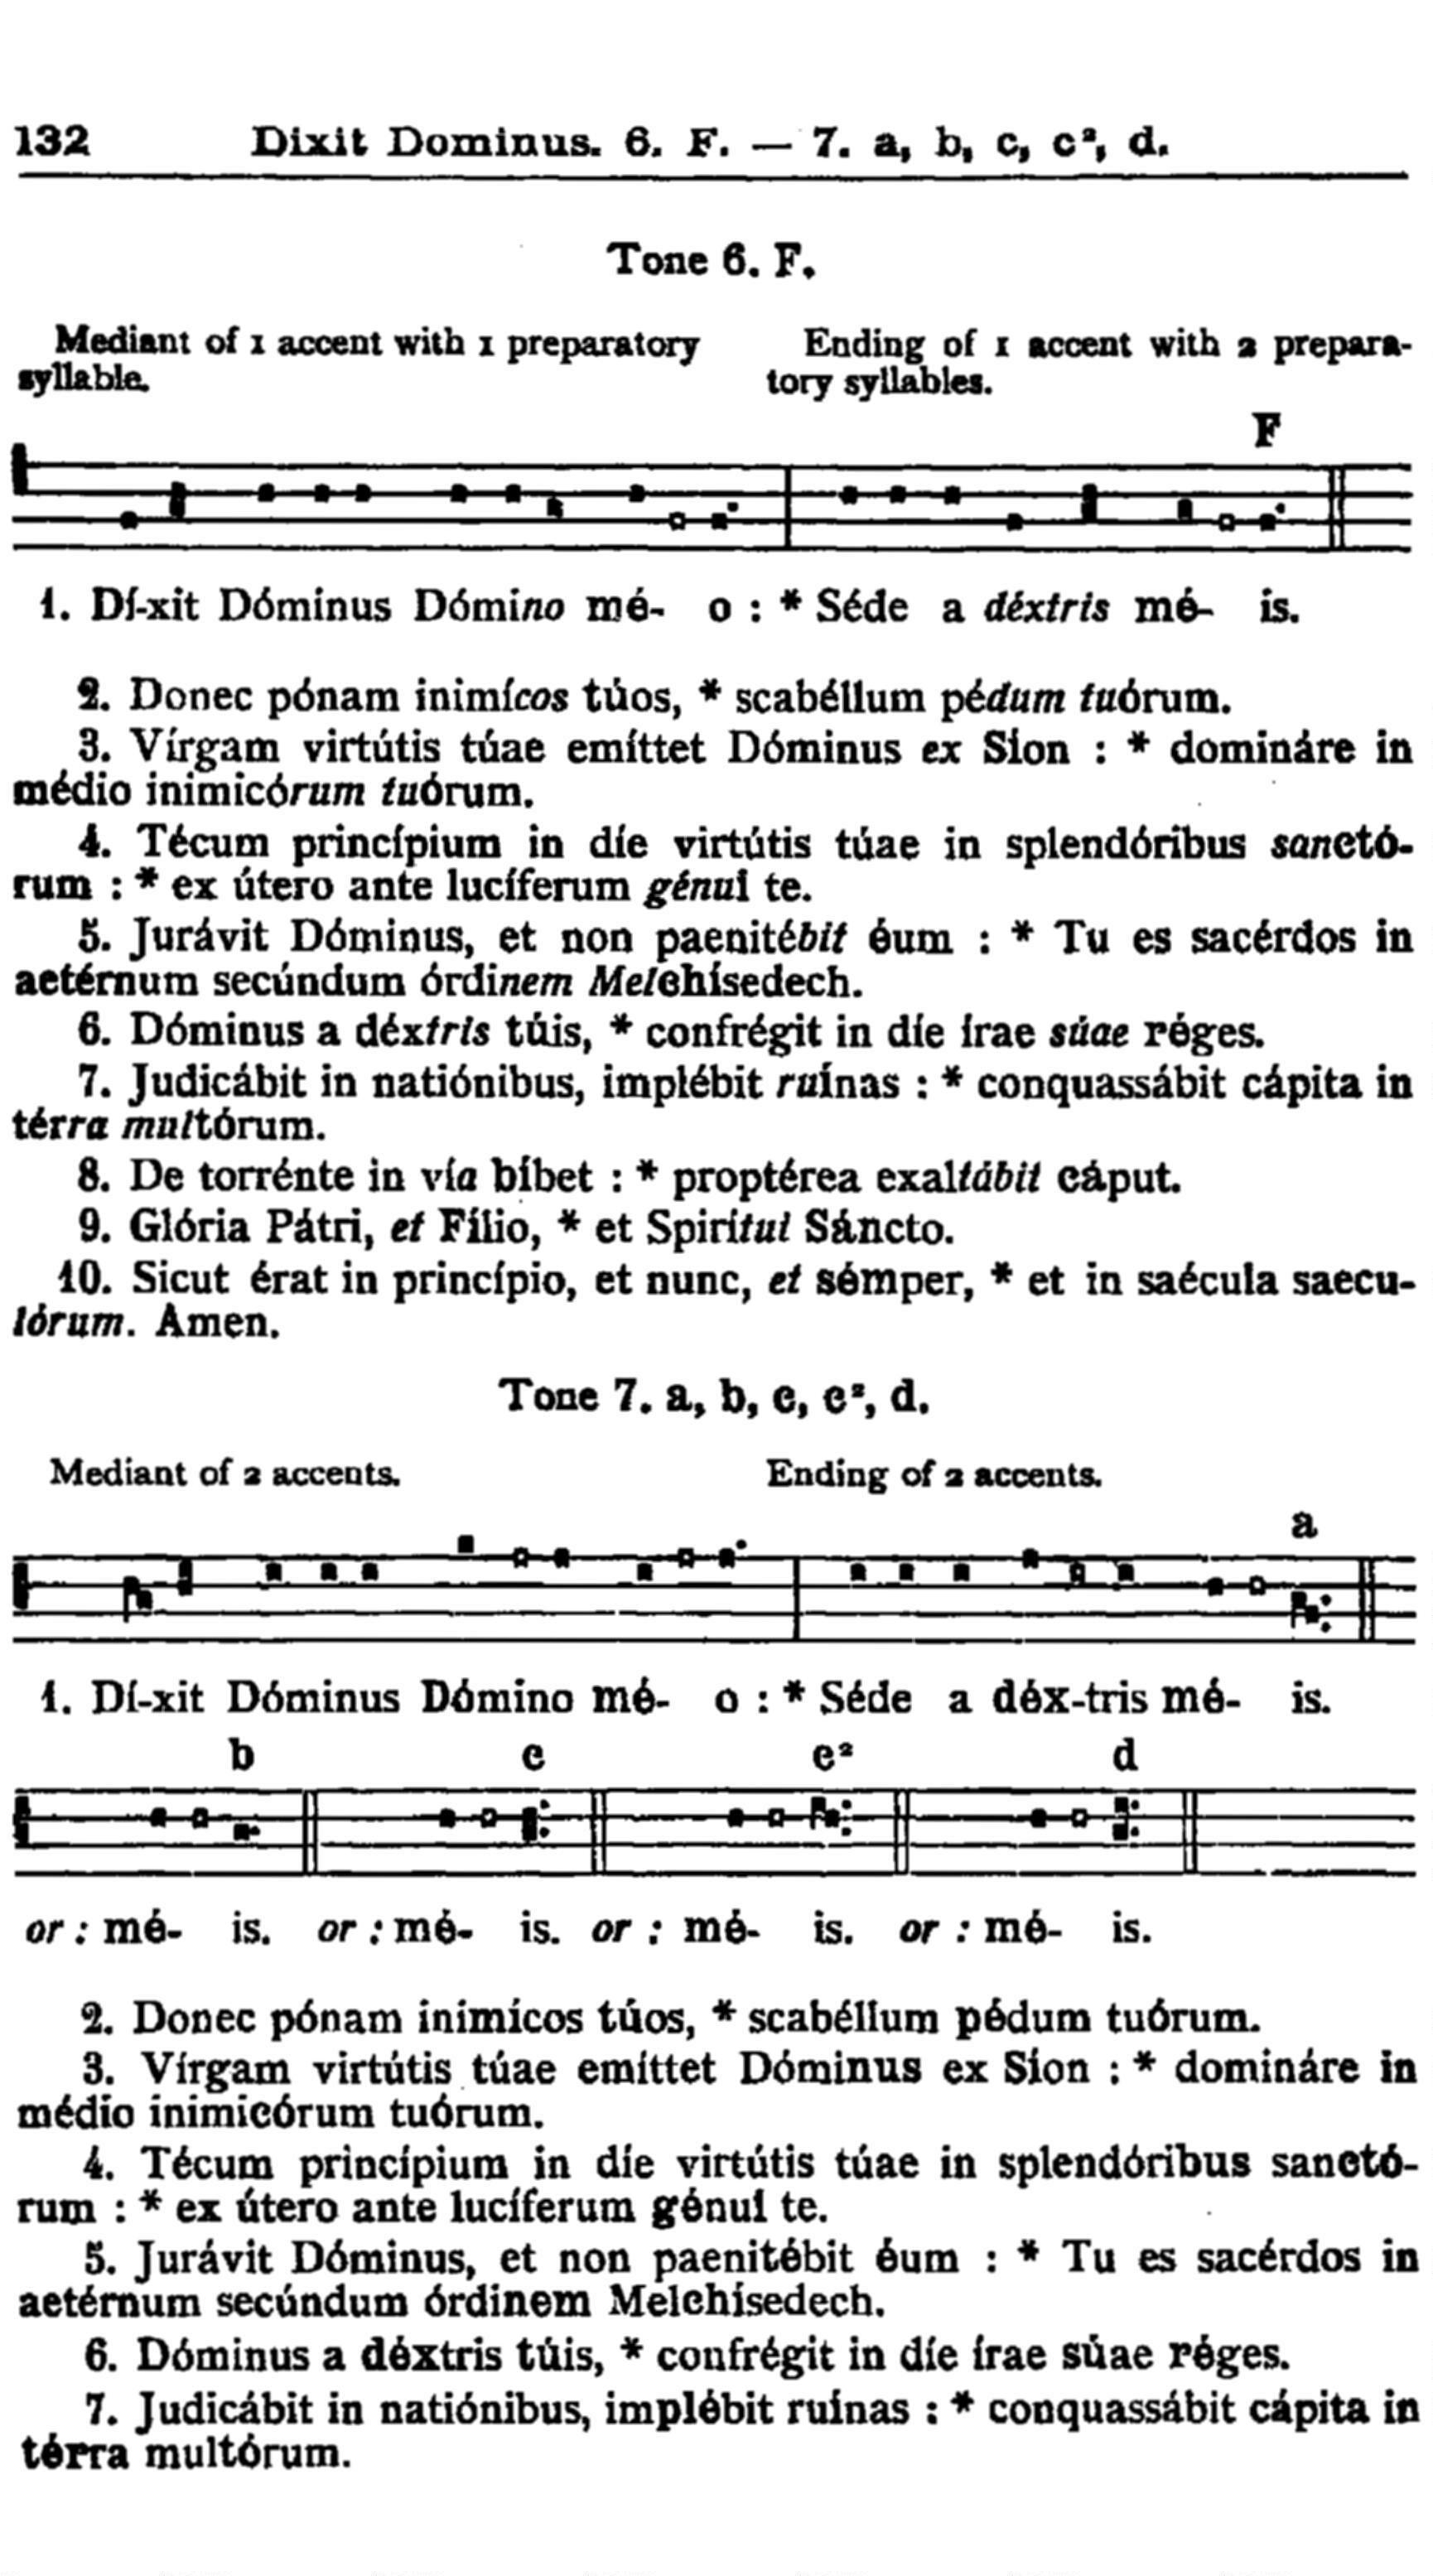 132 Dixit Dominus. 6. F. — 7. a, b, c, c², d.
Tone 6. F.
Mediant of 1 accent with 1 preparatory
syllable.
Ending of 1 accent with 2 prepara-
tory syllables.
F
1. Dí-xit Dóminus Dómino mé- o : * Séde a déxtris mé- is.
2. Donec pónam inimícos túos, * scabéllum pédum tuórum.
3. Vírgam virtútis túae emíttet Dóminus ex Síon : * domináre in
médio inimicórum tuórum.
4. Técum princípium in díe virtútis túae in splendóribus sanctó-
rum : * ex útero ante lucíferum génui te.
5. Jurávit Dóminus, et non paenitébit éum : * Tu es sacérdos in
aetérnum secúndum órdinem Melchísedech.
6. Dóminus a déxtris túis, * confrégit in díe írae súae réges.
7. Judicábit in natiónibus, implébit ruínas : * conquassábit cápita in
térra multórum.
8. De torrénte in vía bíbet : * proptérea exaltábit cáput.
9. Glória Pátri, et Fílio, * et Spirítui Sáncto.
10. Sicut érat in princípio, et nunc, et sémper, * et in saécula saecu-
lórum. Amen.
Tone 7. a, b, c, c², d.
Mediant of 2 accents.
Ending of 2 accents.
a
1. Dí-xit Dóminus Dómino mé- o : * Séde a déx-tris mé- is.
b c c² d
or : mé- is. or : mé- is. or : mé- is. or : mé- is.
2. Donec pónam inimícos túos, * scabéllum pédum tuórum.
3. Vírgam virtútis túae emíttet Dóminus ex Síon : * domináre in
médio inimicórum tuórum.
4. Técum princípium in díe virtútis túae in splendóribus sanctó-
rum : * ex útero ante lucíferum génui te.
5. Jurávit Dóminus, et non paenitébit éum : * Tu es sacérdos in
aetérnum secúndum órdinem Melchísedech.
6. Dóminus a déxtris túis, * confrégit in díe írae súae réges.
7. Judicábit in natiónibus, implébit ruínas : * conquassábit cápita in
térra multórum.